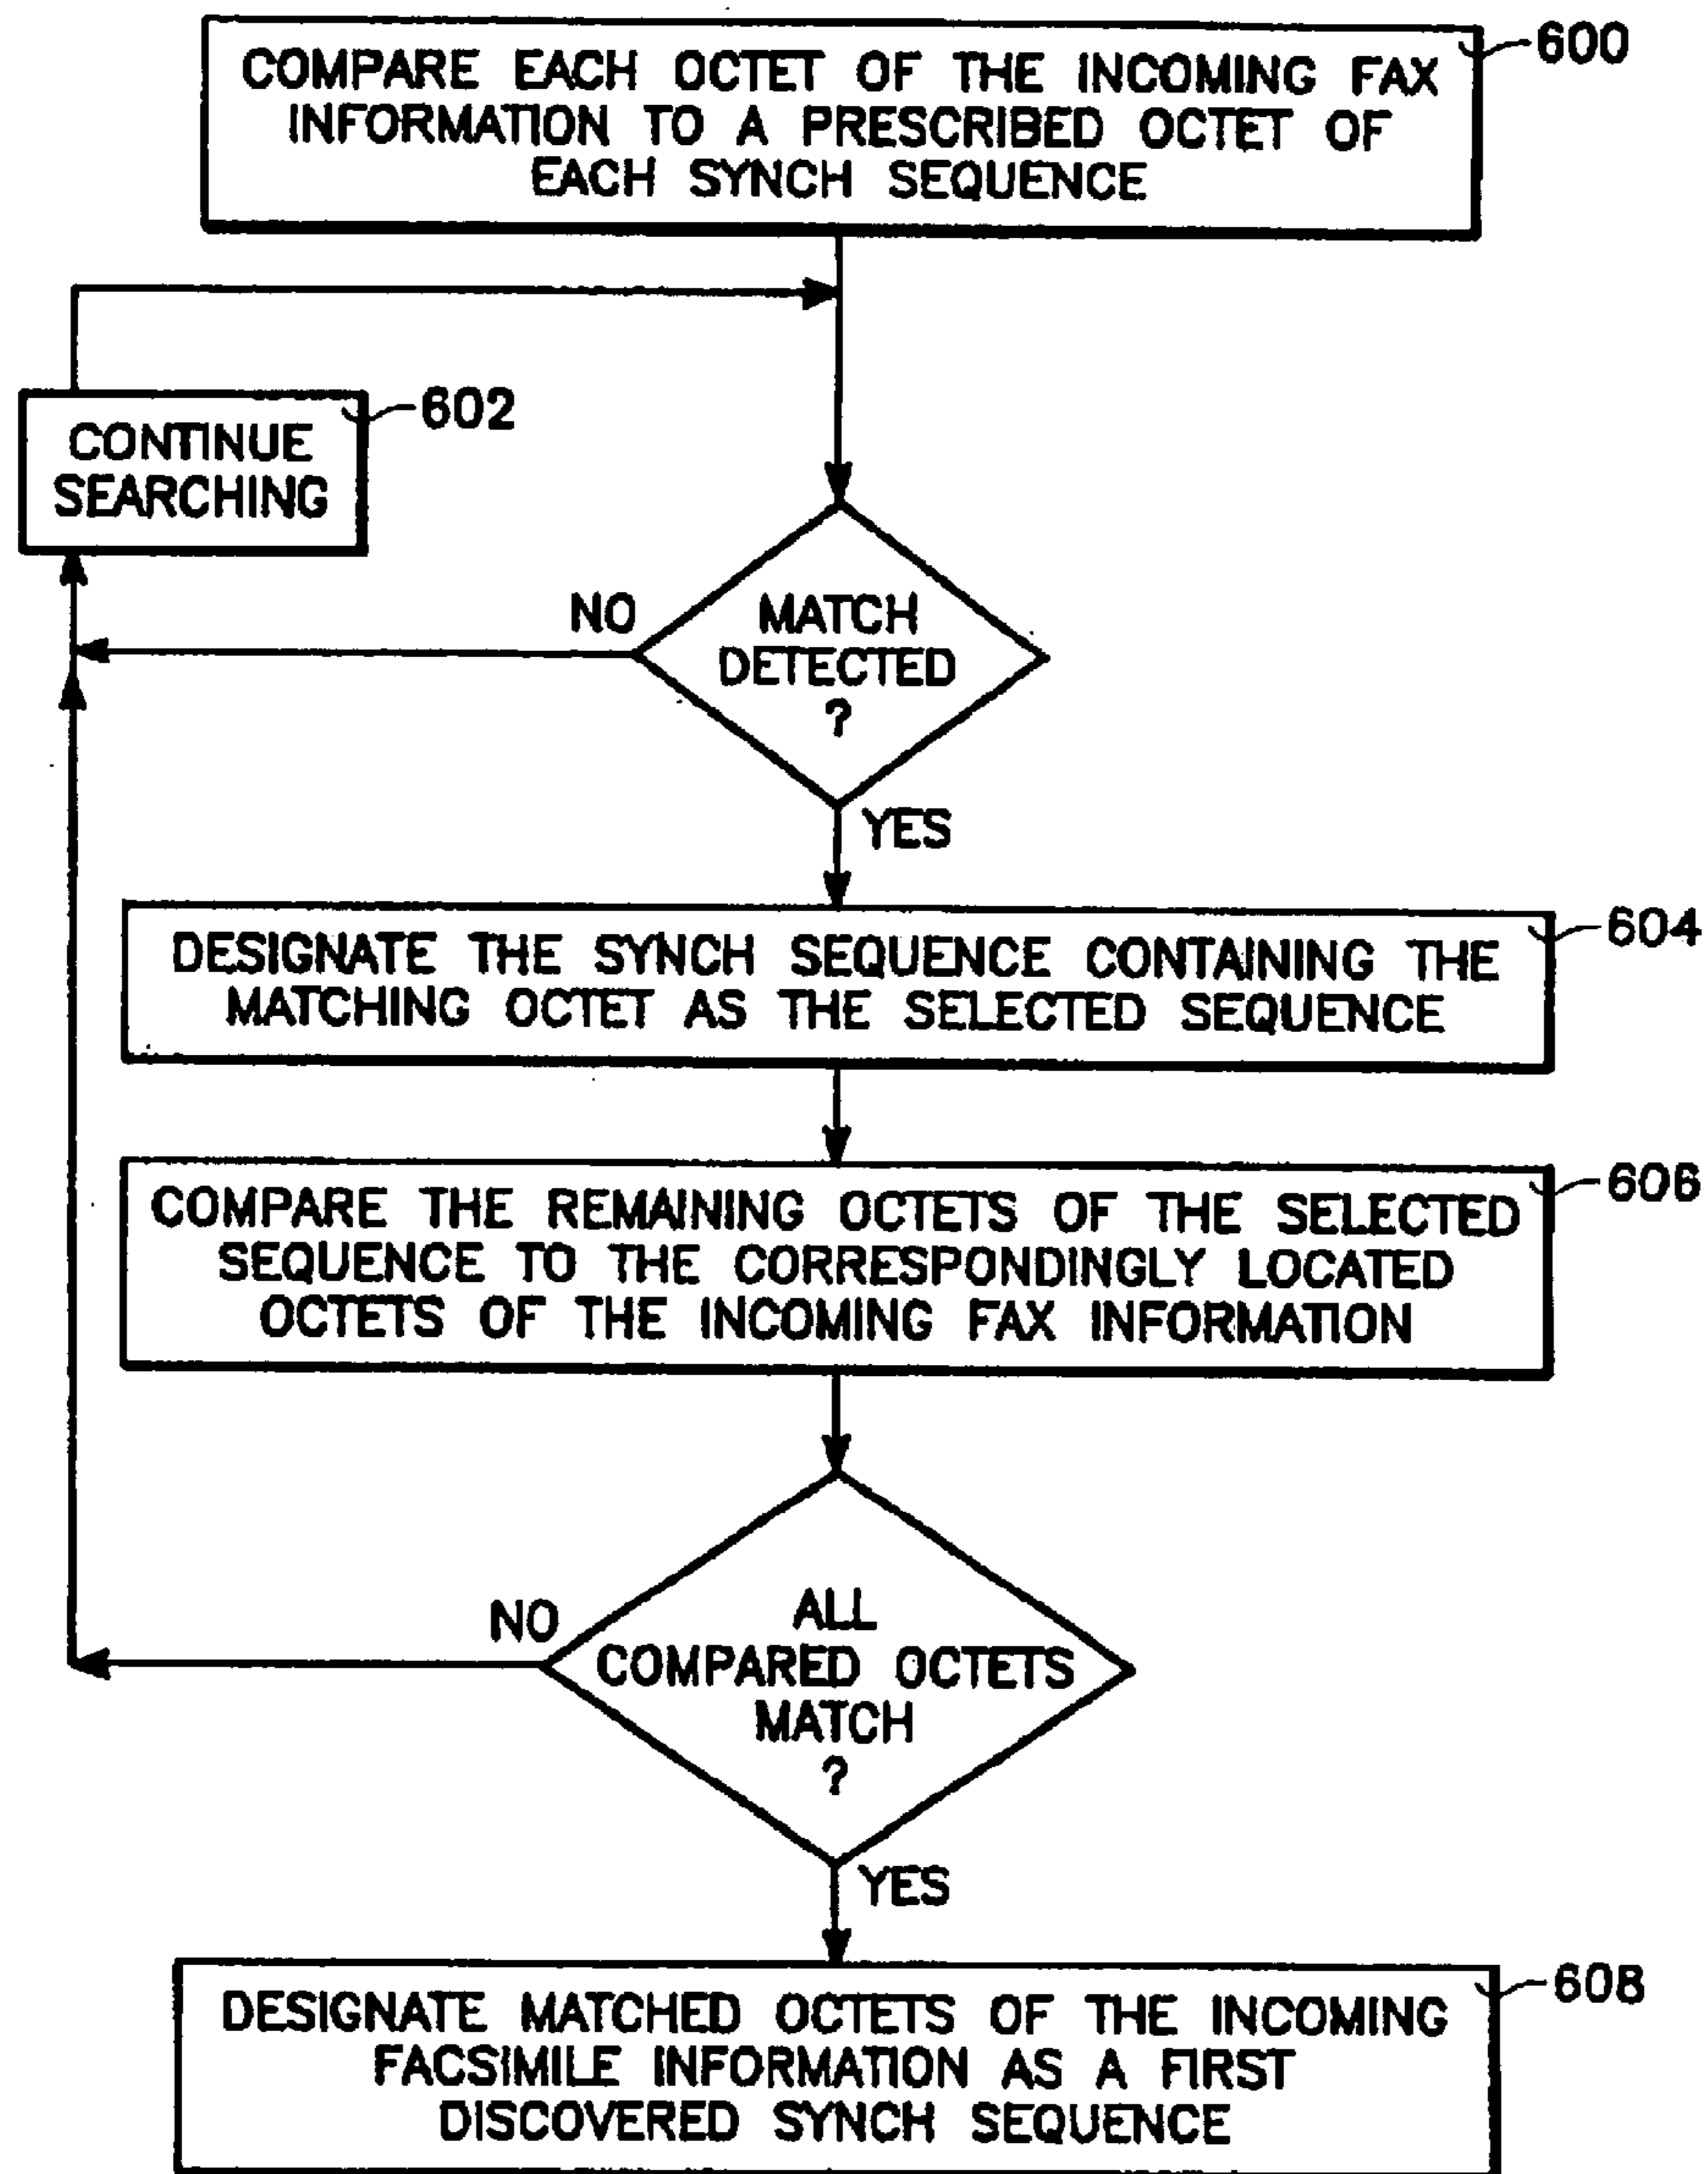 COMPARE EACH OCTET OF THE INCOMING FAX
INFORMATION TO A PRESCRIBED OCTET OF
EACH SYNCH SEQUENCE
600
602
CONTINUE
SEARCHING
NO
MATCH
DETECTED
?
YES
604
DESIGNATE THE SYNCH SEQUENCE CONTAINING THE
MATCHING OCTET AS THE SELECTED SEQUENCE
606
COMPARE THE REMAINING OCTETS OF THE SELECTED
SEQUENCE TO THE CORRESPONDINGLY LOCATED
OCTETS OF THE INCOMING FAX INFORMATION
NO
ALL
COMPARED OCTETS
MATCH
?
YES
608
DESIGNATE MATCHED OCTETS OF THE INCOMING
FACSIMILE INFORMATION AS A FIRST
DISCOVERED SYNCH SEQUENCE